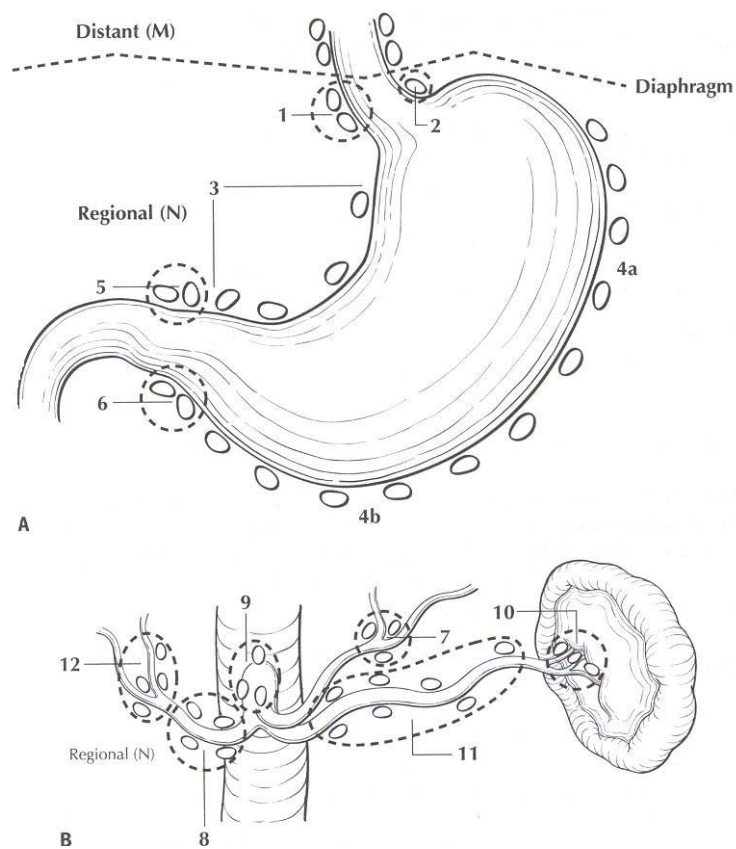 Distant (M)
Diaphragm
1
2
3
Regional (N)
4a
5
6
4b
A
9
10
7
12
11
Regional (N)
8
B